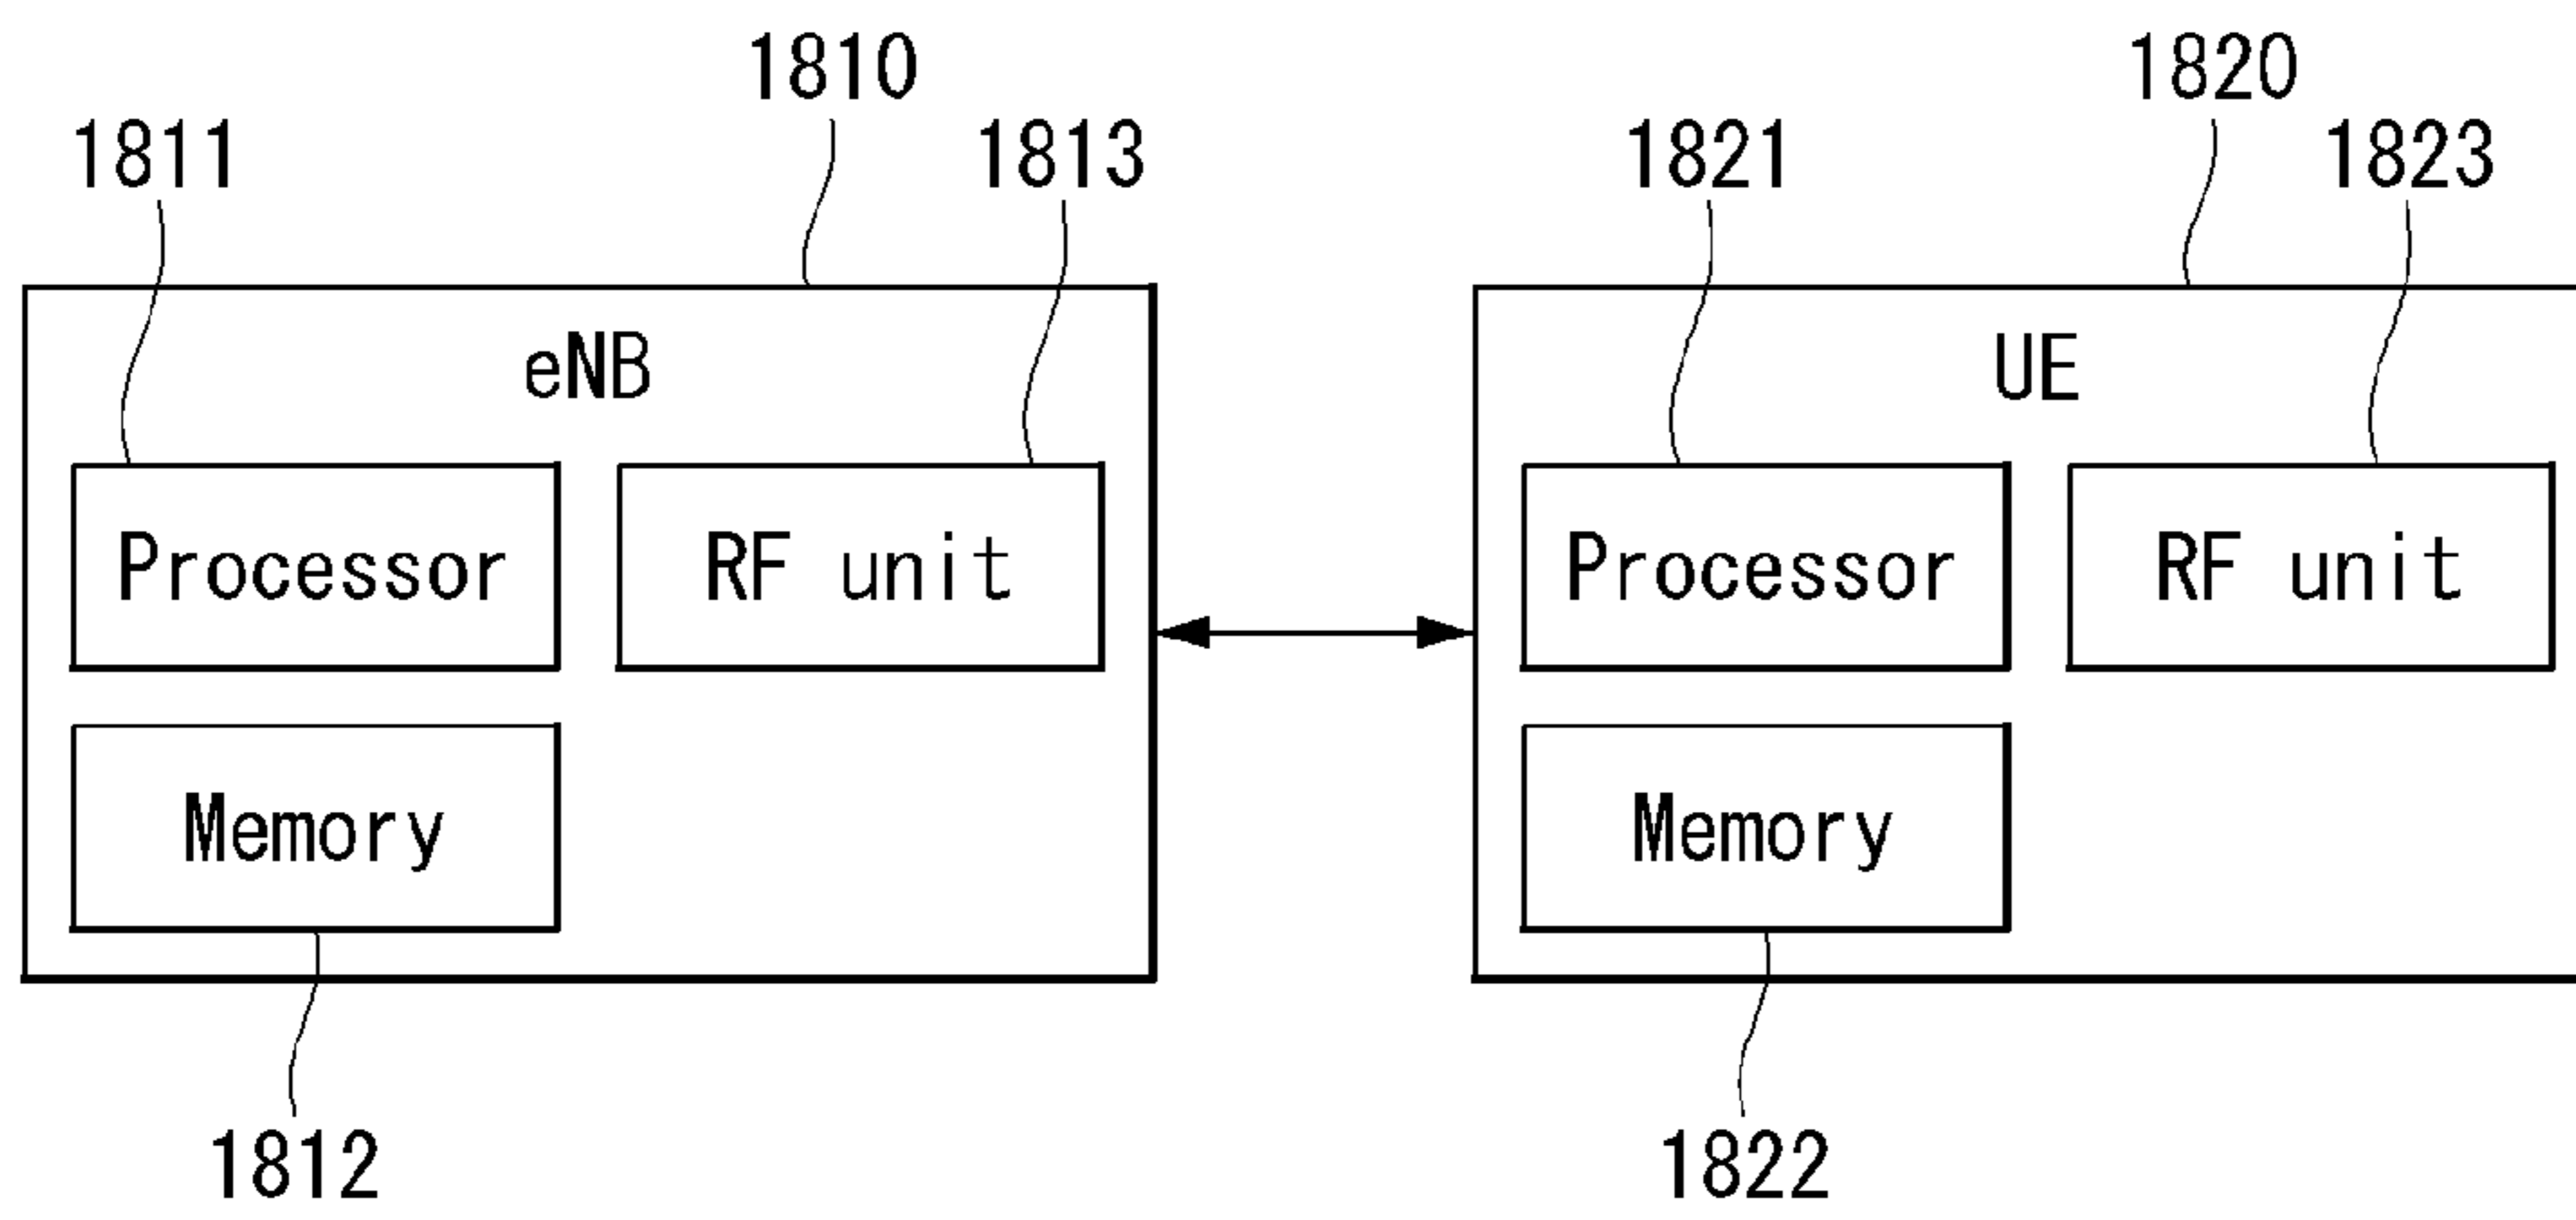 1810
1820
1811
1813
1821
1823
eNB
UE
Processor
RF unit
Processor
RF unit
Memory
Memory
1812
1822